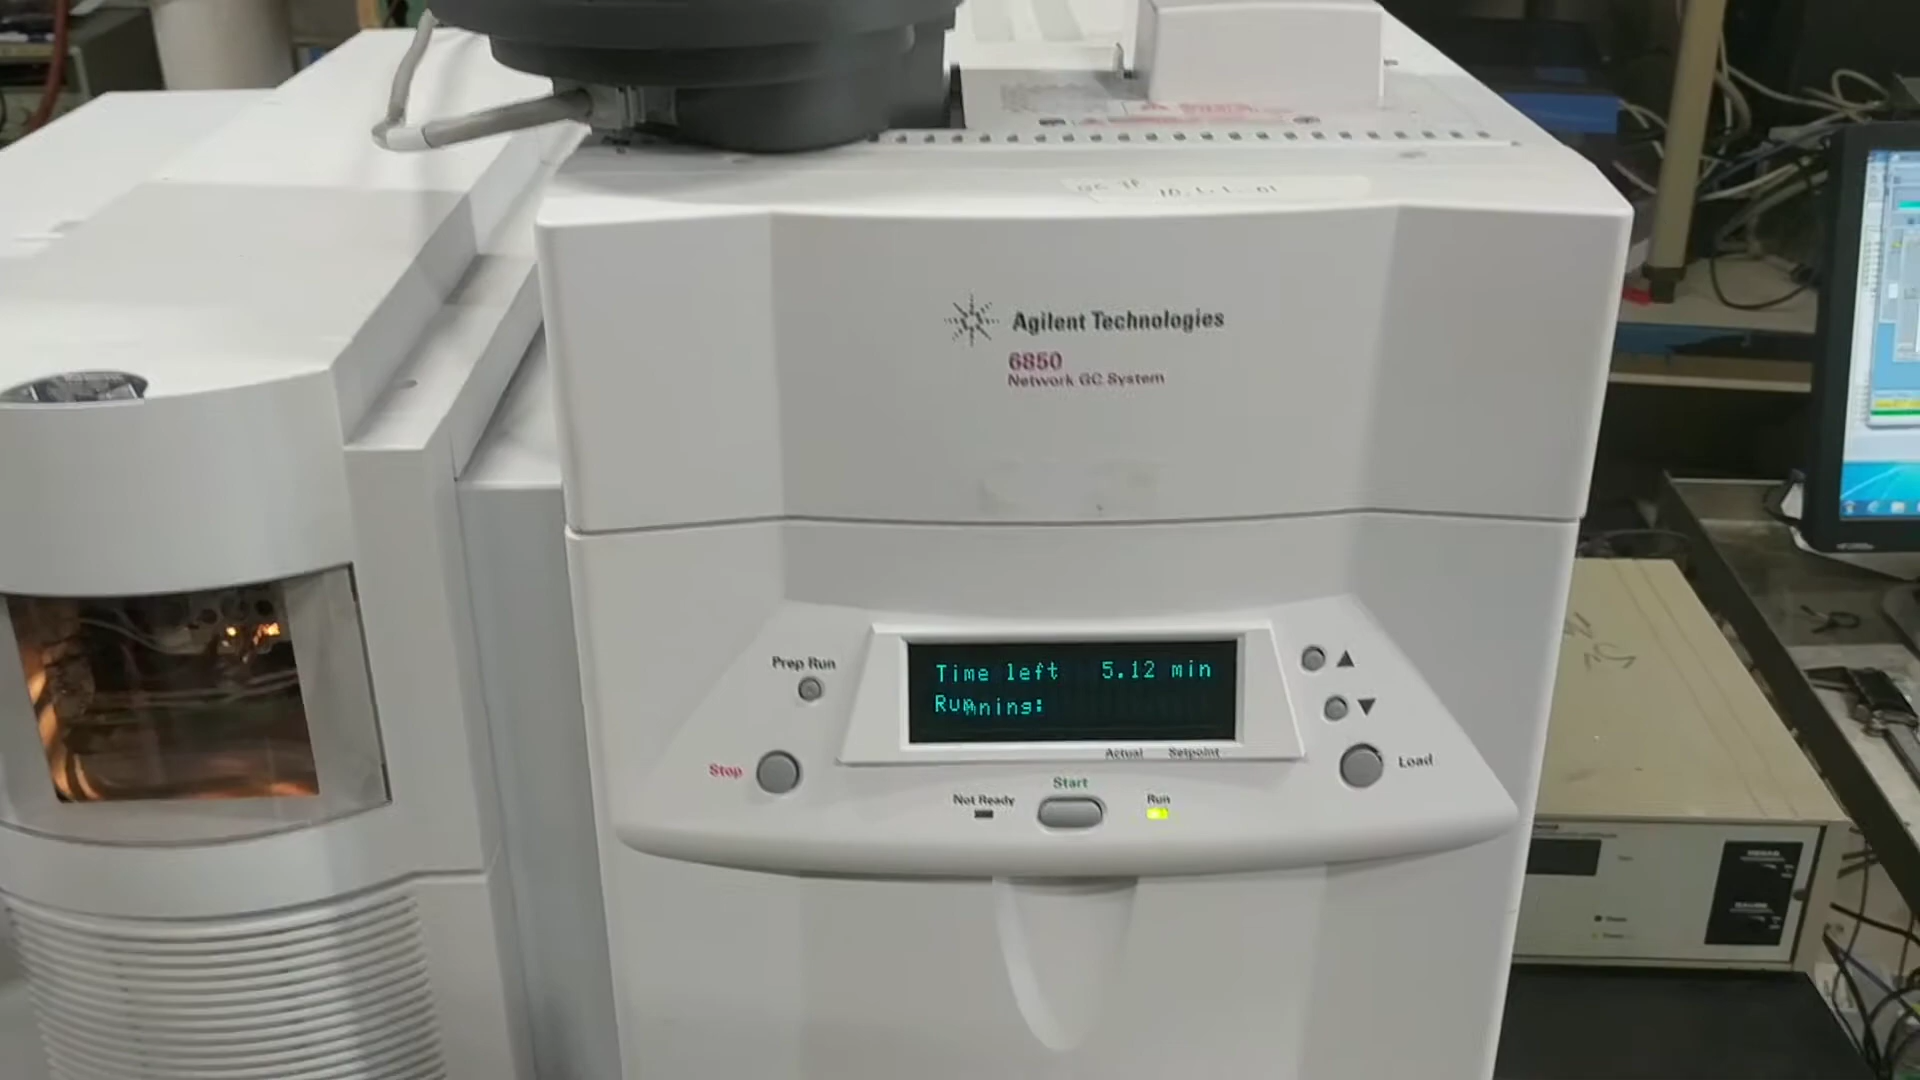 Agilent Technologies
6850
Network GC System
Prep Run
Time left 5.12 min
Running:
Actual Setpoint
Stop
Load
Start
Not Ready
Run